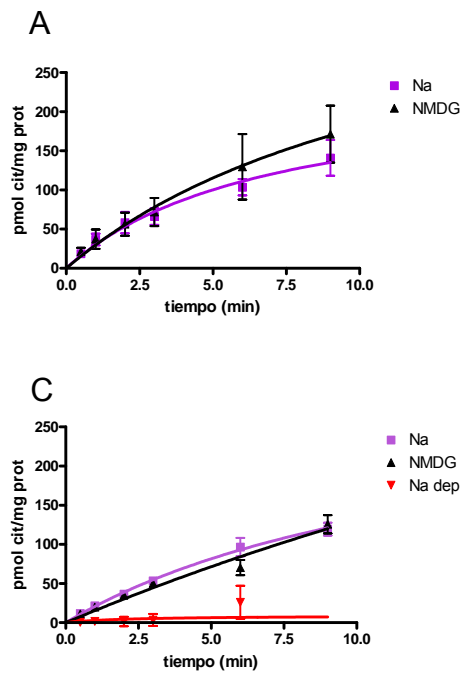 A
250
200
150
100
50
0
0.0 2.5 5.0 7.5 10.0
pmol cit/mg prot
tiempo (min)
Na
NMDG
C
250
200
150
100
50
0
0.0 2.5 5.0 7.5 10.0
pmol cit/mg prot
tiempo (min)
Na
NMDG
Na dep